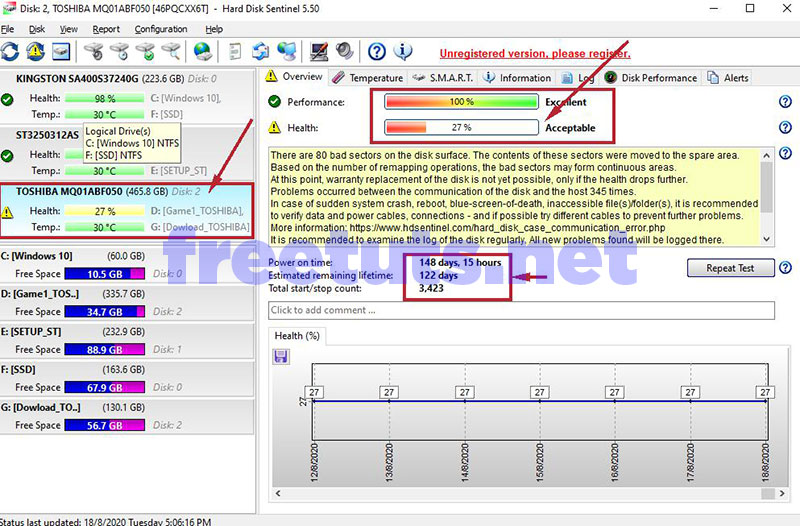 Disk: 2, TOSHIBA MQ01ABF050 [46PQCXX6T] - Hard Disk Sentinel 5.50
File Disk View Report Configuration Help
Unregistered version, please register.
KINGSTON SA400S37240G (223.6 GB) Disk: 0
Health: 98 % C: [Windows 10],
Temp.: 30 °C F: [SSD]
ST3250312AS
Logical Drive(s)
C: [Windows 10] NTFS
F: [SSD] NTFS
Health:
Temp.: 30 °C E: [SETUP_ST]
TOSHIBA MQ01ABF050 (465.8 GB) Disk: 2
Health: 27 % D: [Game1_TOSHIBA],
Temp.: 30 °C G: [Dowload_TOSHIBA]
C: [Windows 10] (60.0 GB)
Free Space 10.5 GB Disk: 0
D: [Game1_TOS..] (335.7 GB)
Free Space 34.7 GB Disk: 2
E: [SETUP_ST] (232.9 GB)
Free Space 88.9 GB Disk: 1
F: [SSD] (163.6 GB)
Free Space 67.9 GB Disk: 0
G: [Dowload_TO..] (130.1 GB)
Free Space 56.7 GB Disk: 2
Overview Temperature S.M.A.R.T. Information Log Disk Performance Alerts
Performance: 100 % Excellent
Health: 27 % Acceptable
There are 80 bad sectors on the disk surface. The contents of these sectors were moved to the spare area.
Based on the number of remapping operations, the bad sectors may form continuous areas.
At this point, warranty replacement of the disk is not yet possible, only if the health drops further.
Problems occurred between the communication of the disk and the host 345 times.
In case of sudden system crash, reboot, blue-screen-of-death, inaccessible file(s)/folder(s), it is recommended
to verify data and power cables, connections - and if possible try different cables to prevent further problems.
More information: https://www.hdsentinel.com/hard_disk_case_communication_error.php
It is recommended to examine the log of the disk regularly. All new problems found will be logged there.
freetuts.net
Power on time: 148 days, 15 hours
Estimated remaining lifetime: 122 days
Total start/stop count: 3,423
Repeat Test
Click to add comment ...
Health (%)
27
27 27 27 27 27 27 27
12/8/2020 13/8/2020 14/8/2020 15/8/2020 16/8/2020 17/8/2020 18/8/2020
Status last updated: 18/8/2020 Tuesday 5:06:16 PM